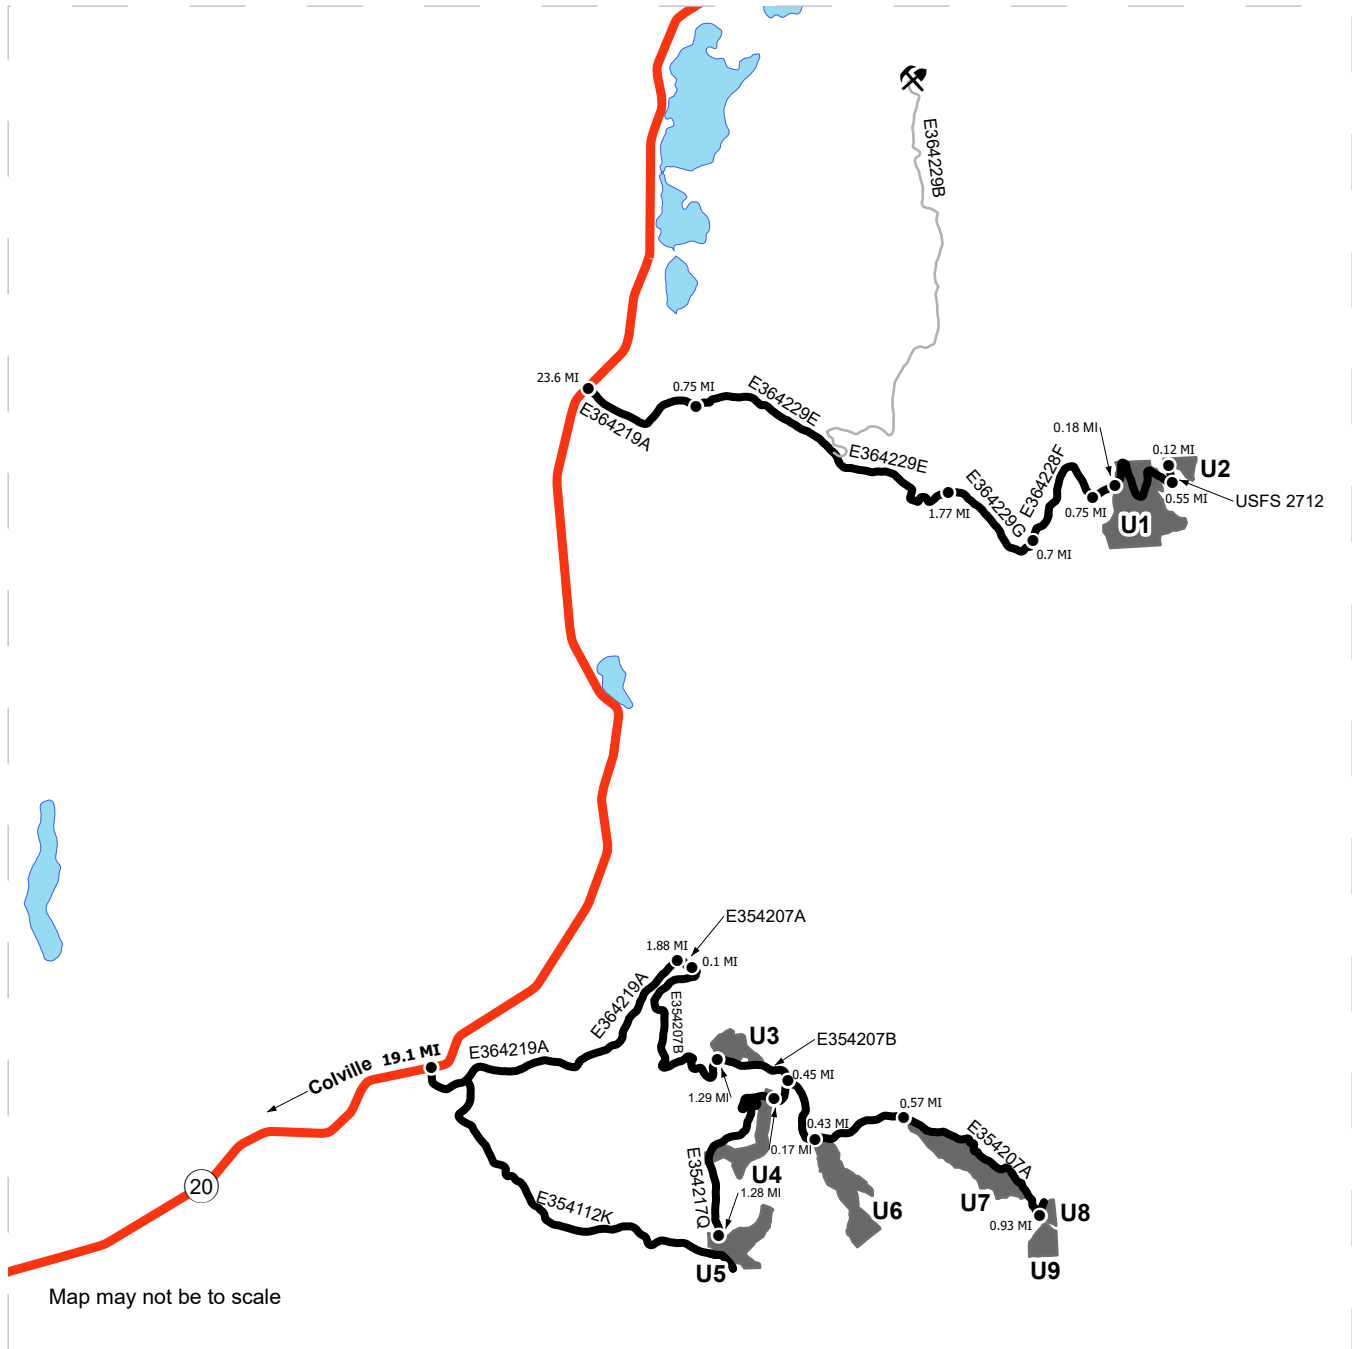 E364229B
23.6 MI
0.75 MI
E364229E
E364219A
0.18 MI
E364229E
0.12 MI
U2
E364228F
E364229G
0.55 MI
USFS 2712
1.77 MI
0.75 MI
U1
0.7 MI
E354207A
1.88 MI
0.1 MI
E364219A
E354207B
U3
E354207B
E364219A
19.1 MI
Colville
0.45 MI
1.29 MI
0.57 MI
0.43 MI
0.17 MI
E354207A
U4
E354217Q
1.28 MI
20
E354112K
U7
U6
U8
0.93 MI
U5
U9
Map may not be to scale